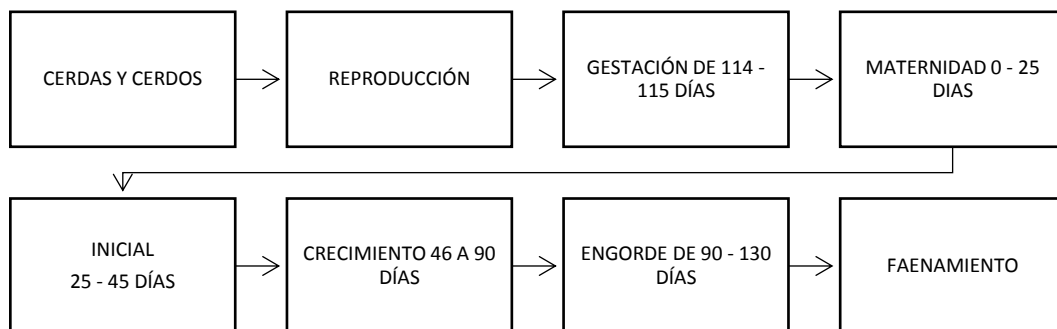 CERDAS Y CERDOS
REPRODUCCIÓN
GESTACIÓN DE 114 -
115 DÍAS
MATERNIDAD 0 - 25
DIAS
INICIAL
25 - 45 DÍAS
CRECIMIENTO 46 A 90
DÍAS
ENGORDE DE 90 - 130
DÍAS
FAENAMIENTO